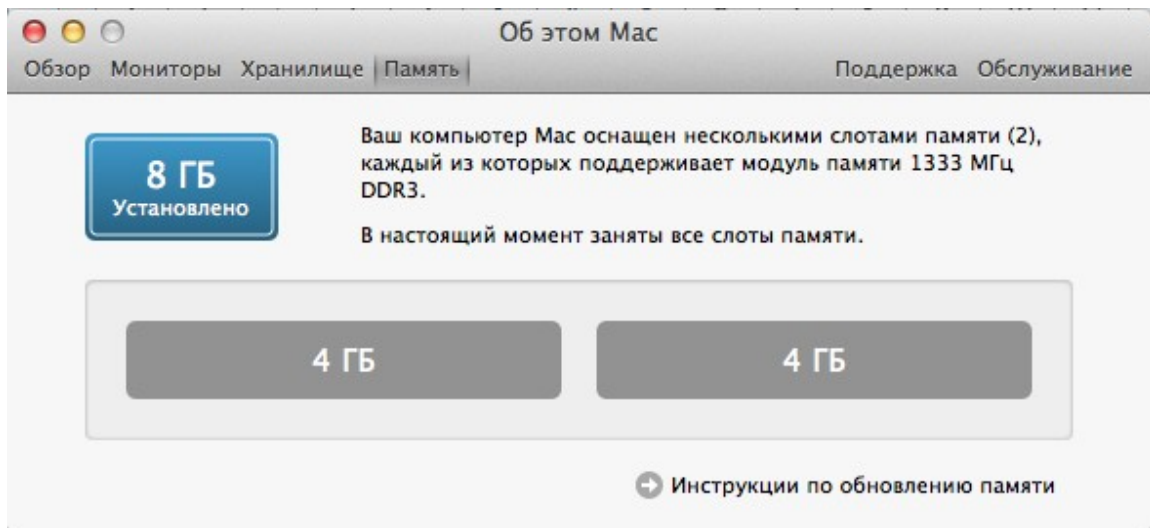 Об этом Mac
Обзор Мониторы Хранилище Память Поддержка Обслуживание
8 ГБ
Установлено
Ваш компьютер Mac оснащен несколькими слотами памяти (2),
каждый из которых поддерживает модуль памяти 1333 МГц
DDR3.
В настоящий момент заняты все слоты памяти.
4 ГБ 4 ГБ
Инструкции по обновлению памяти